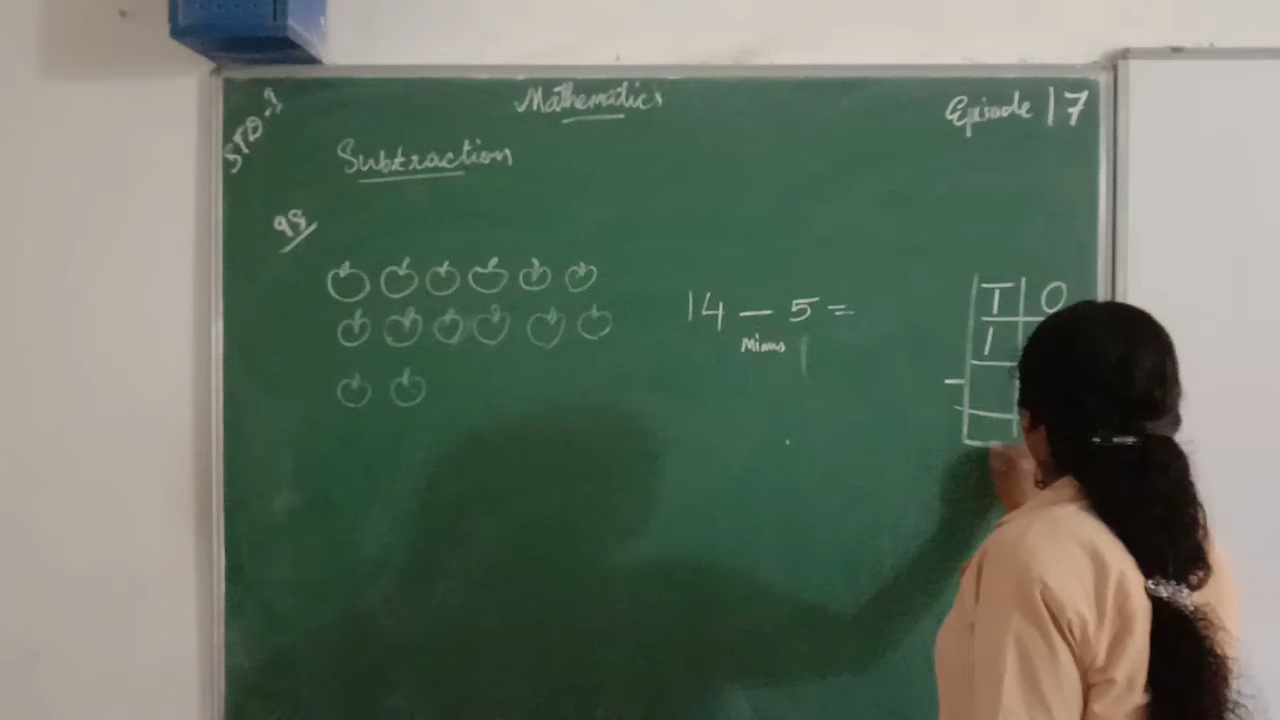 STD-1
Mathematics
Episode 17
Subtraction
98
14 - 5 =
Minus
T O
1
-